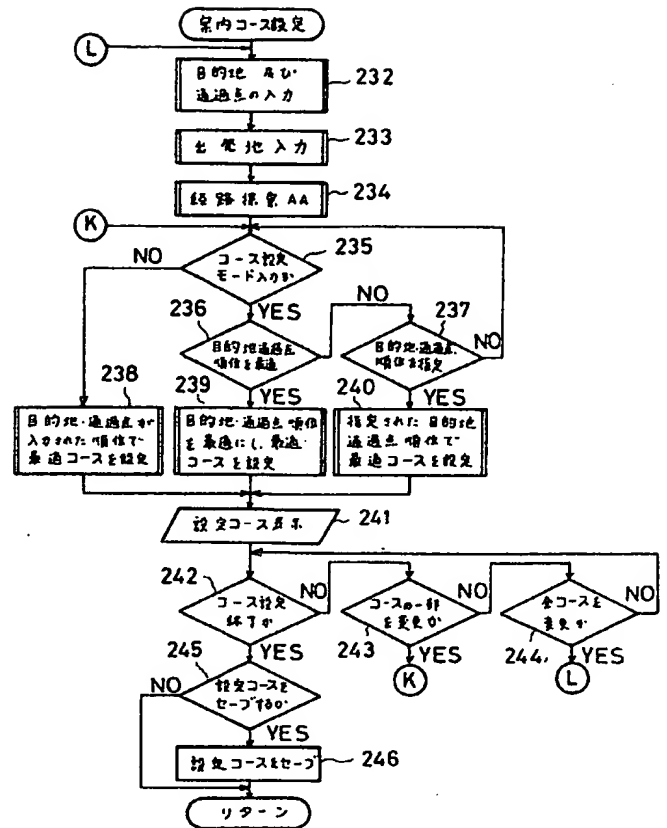 案内コース設定
L
目的地 及び
通過点の入力
232
出発地入力
233
経路探索AA
234
K
235
コース設定
モード入力か
NO
YES
236
目的地通過点
順位を最適
NO
YES
237
目的地・通過点
順位を指定
NO
YES
238
目的地・通過点が
入力された順位で
最適コースを設定
239
目的地・通過点順位
を最適にし、最適
コースを設定
240
指定された目的地
通過点順位で
最適コースを設定
設定コース表示
241
242
コース設定
終了か
NO
YES
コースの一部
を変更か
243
NO
YES
K
全コースを
変更か
244
NO
YES
L
245
設定コースを
セーブするか
NO
YES
設定コースをセーブ
246
リターン